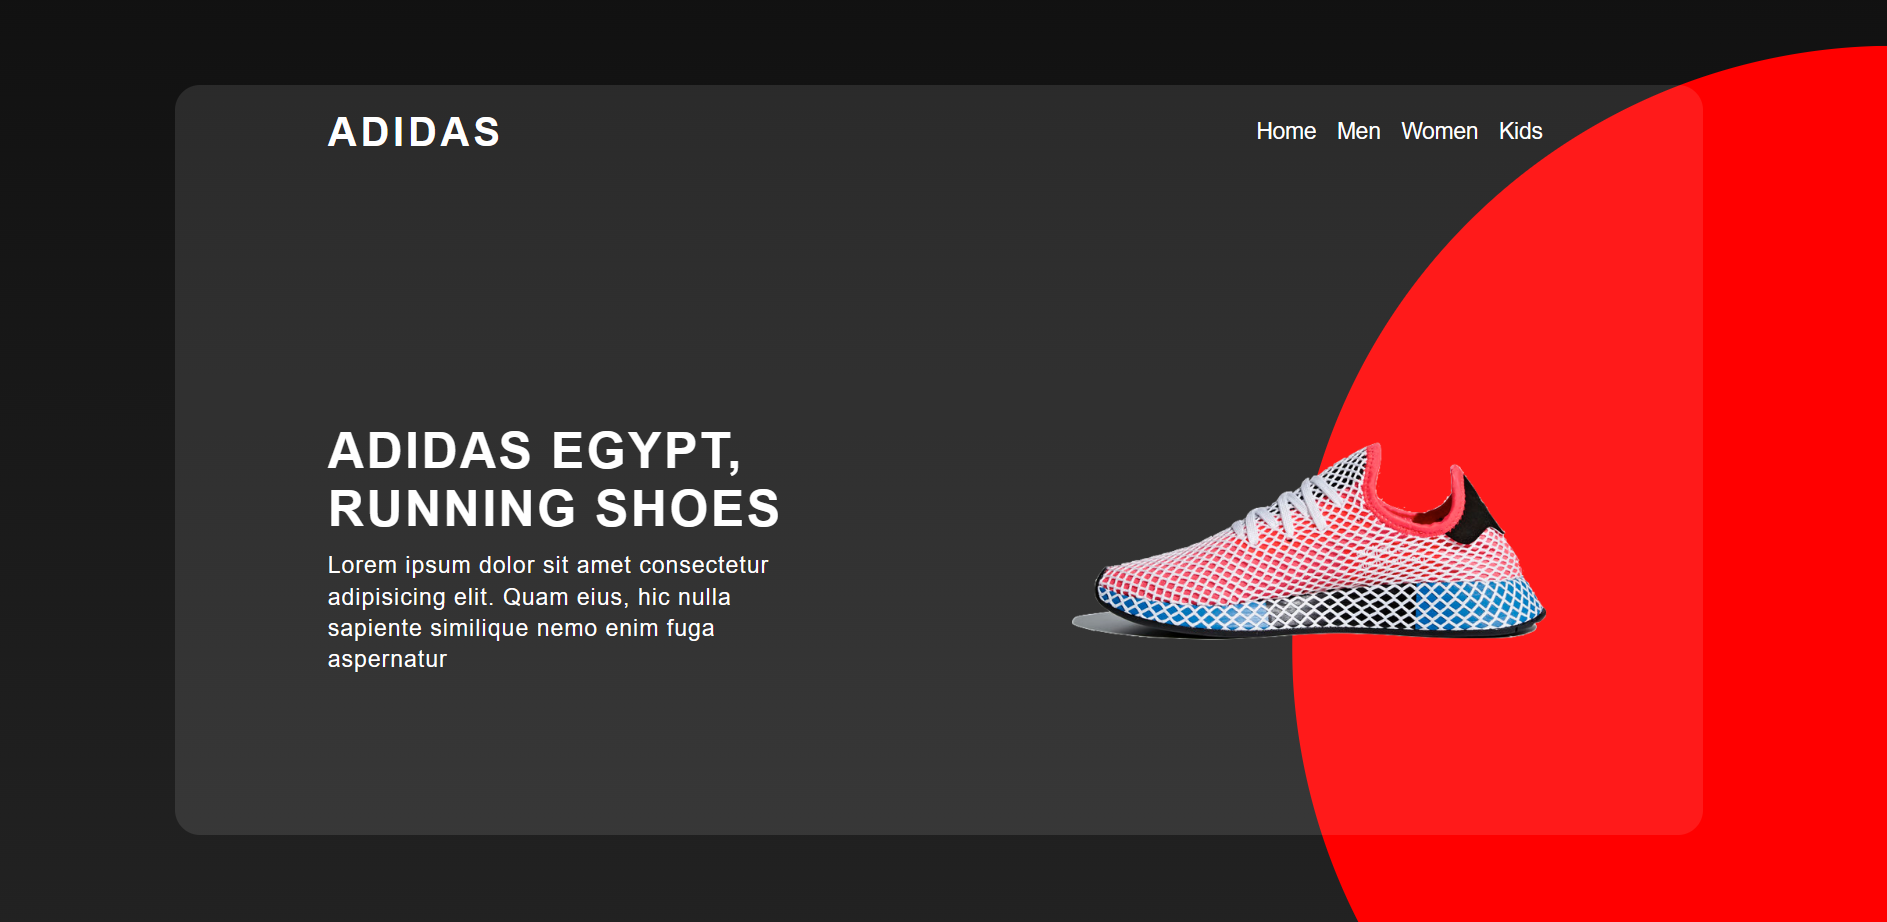 ADIDAS
Home Men Women Kids
ADIDAS EGYPT,
RUNNING SHOES
Lorem ipsum dolor sit amet consectetur
adipisicing elit. Quam eius, hic nulla
sapiente similique nemo enim fuga
aspernatur